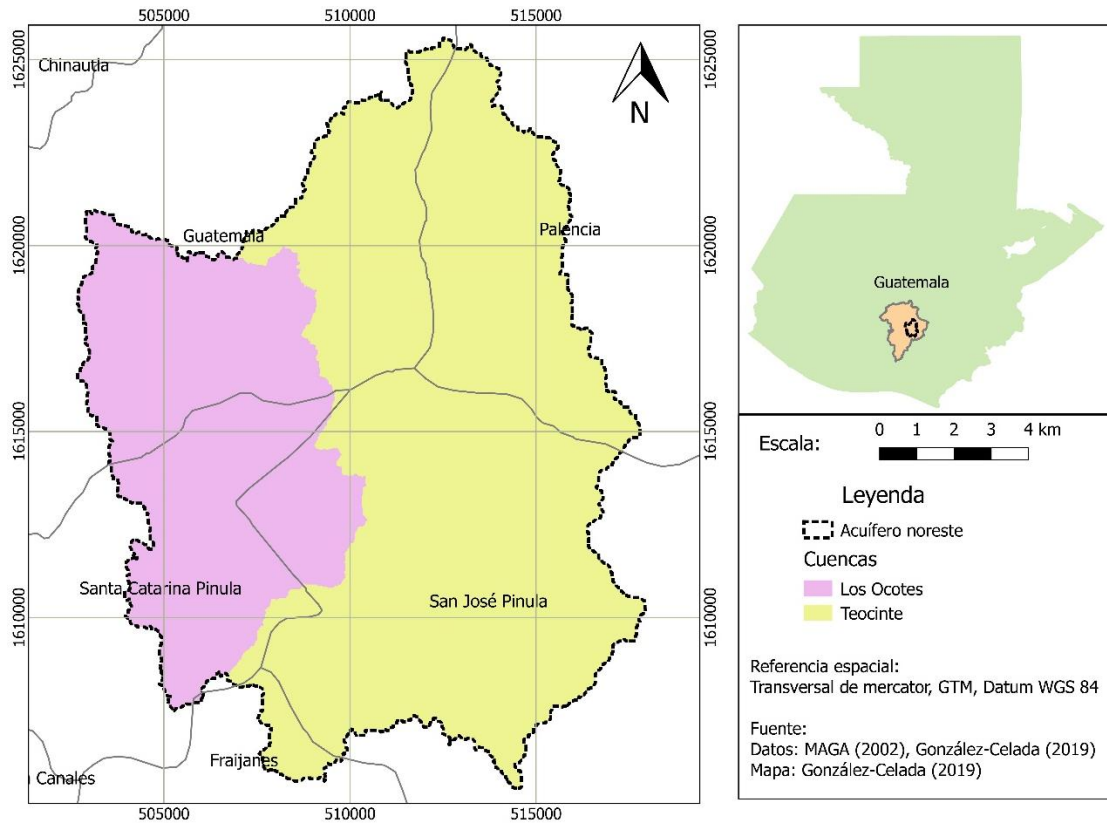 505000 510000 515000
1625000
1625000
Chinautla
N
1620000
1620000
Guatemala
Palencia
1615000
1615000
Santa Catarina Pinula
San José Pinula
1610000
1610000
Fraijanes
Canales
505000 510000 515000
Guatemala
Escala:
0 1 2 3 4 km
Leyenda
Acuífero noreste
Cuencas
Los Ocotes
Teocinte
Referencia espacial:
Transversal de mercator, GTM, Datum WGS 84
Fuente:
Datos: MAGA (2002), González-Celada (2019)
Mapa: González-Celada (2019)